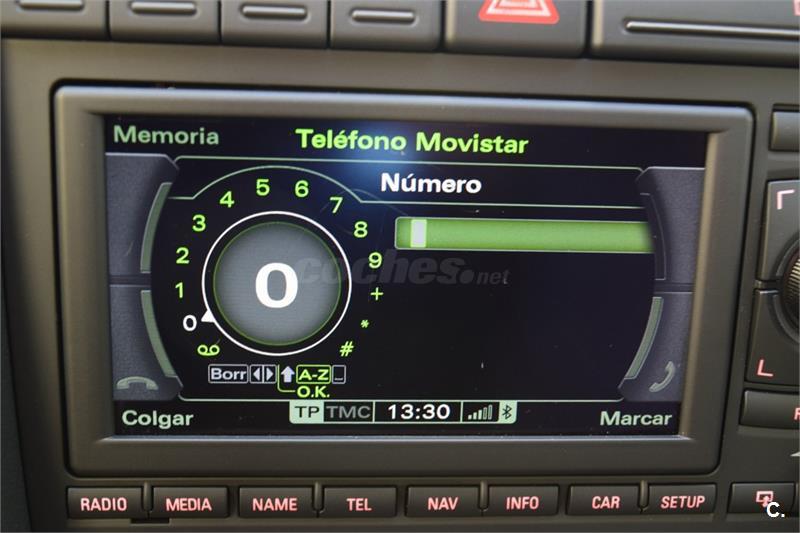 Memoria
Teléfono Movistar
Número
5
4 6
3 7
2 8
1 9
0 0 +
*
#
coches.net
Borr A-Z
O.K.
Colgar
TP TMC 13:30
Marcar
RADIO MEDIA NAME TEL NAV INFO CAR SETUP
C.